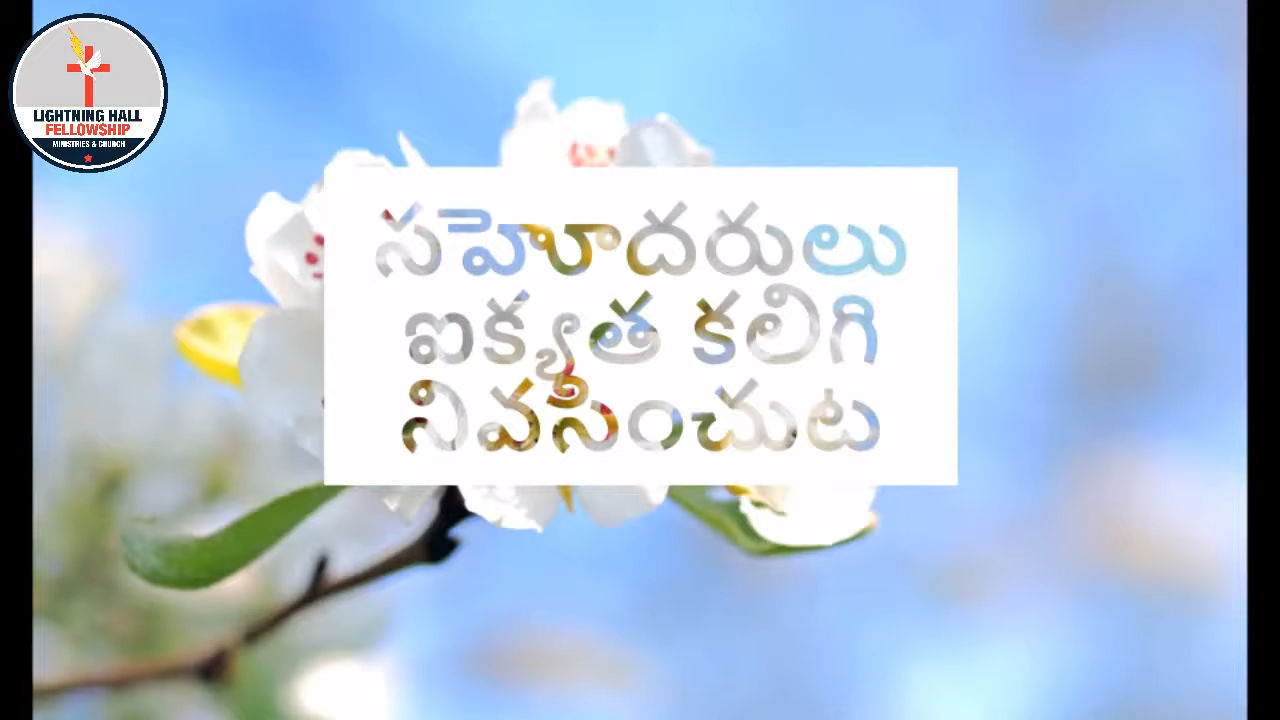 LIGHTNING HALL
FELLOWSHIP
MINISTRIES & CHURCH
సహోదరులు
ఐక్యత కలిగి
నివసించుట